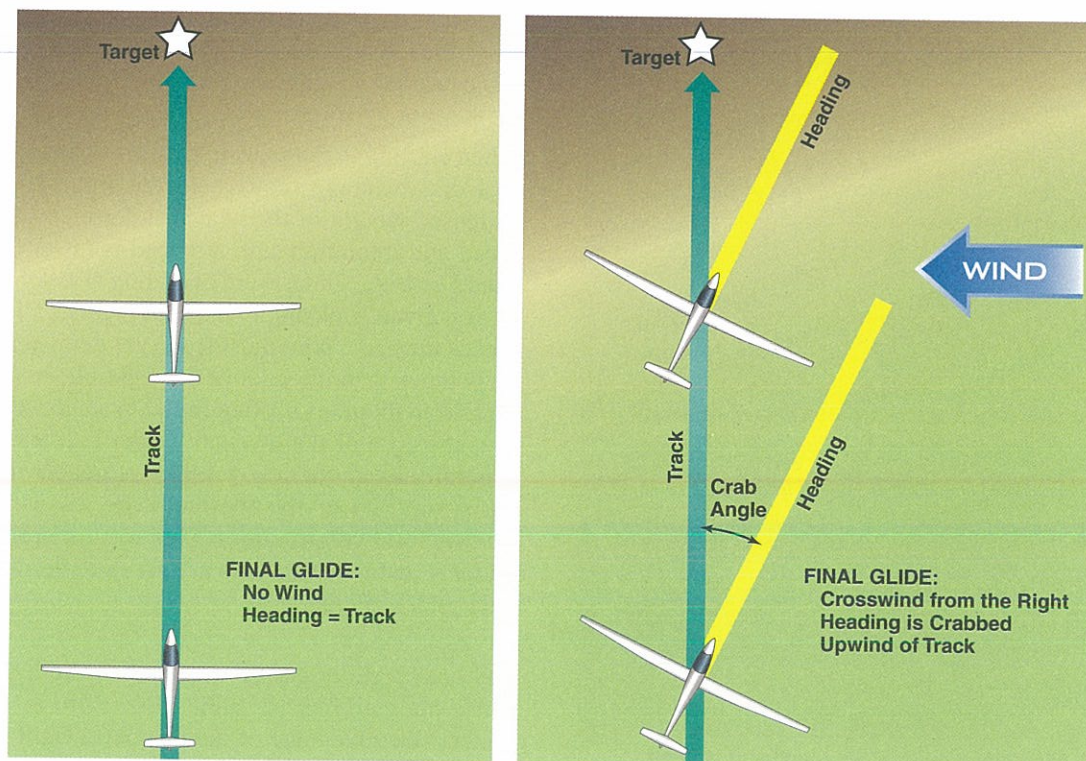 Target
Track
FINAL GLIDE:
No Wind
Heading = Track
Target
Heading
WIND
Track
Heading
Crab
Angle
FINAL GLIDE:
Crosswind from the Right
Heading is Crabbed
Upwind of Track